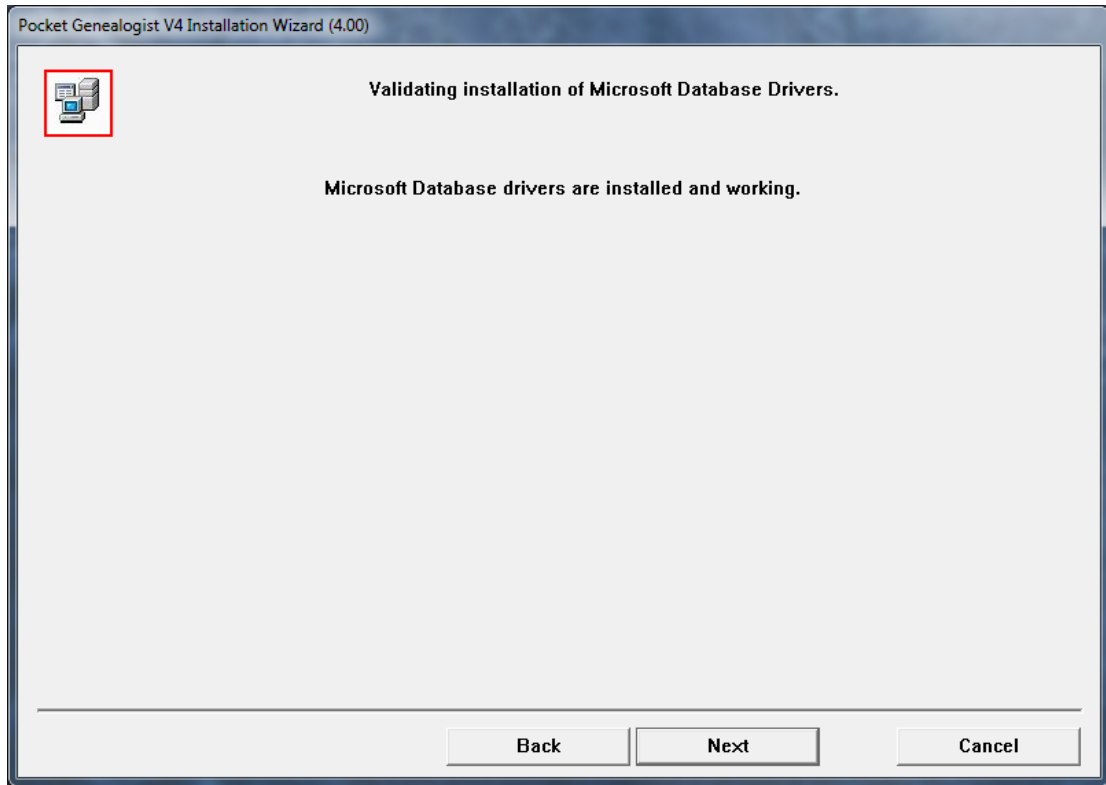 Pocket Genealogist V4 Installation Wizard (4.00)
Validating installation of Microsoft Database Drivers.
Microsoft Database drivers are installed and working.
Back Next Cancel